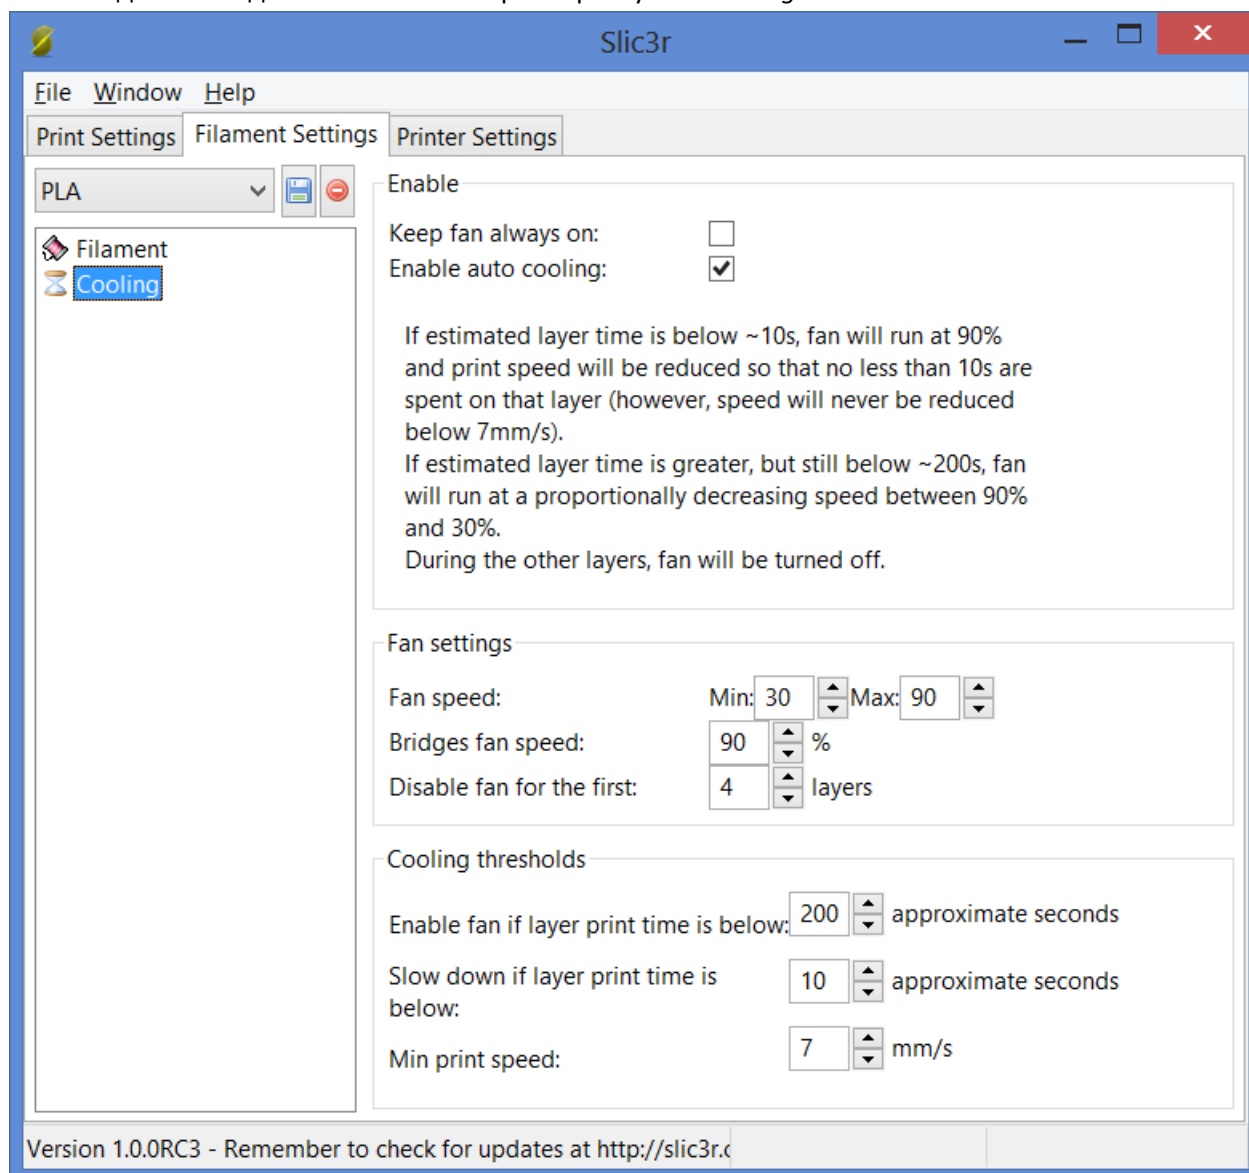 Slic3r
File Window Help
Print Settings Filament Settings Printer Settings
PLA
Filament
Cooling
Enable
Keep fan always on:
Enable auto cooling:
If estimated layer time is below ~10s, fan will run at 90%
and print speed will be reduced so that no less than 10s are
spent on that layer (however, speed will never be reduced
below 7mm/s).
If estimated layer time is greater, but still below ~200s, fan
will run at a proportionally decreasing speed between 90%
and 30%.
During the other layers, fan will be turned off.
Fan settings
Fan speed: Min: 30 Max: 90
Bridges fan speed: 90 %
Disable fan for the first: 4 layers
Cooling thresholds
Enable fan if layer print time is below: 200 approximate seconds
Slow down if layer print time is
below: 10 approximate seconds
Min print speed: 7 mm/s
Version 1.0.0RC3 - Remember to check for updates at http://slic3r.